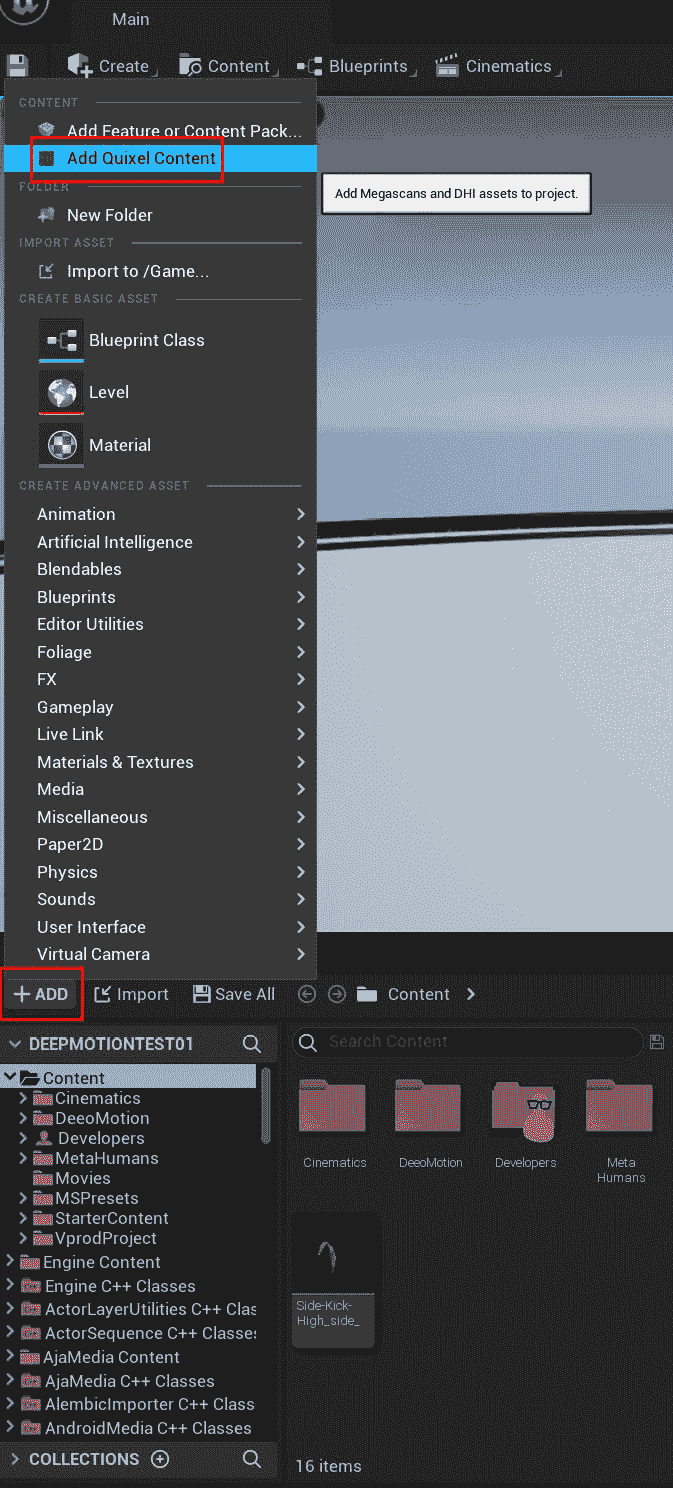 Main
Create
Content
Blueprints
Cinematics
CONTENT
Add Feature or Content Pack...
Add Quixel Content
FOLDER
Add Megascans and DHI assets to project.
New Folder
IMPORT ASSET
Import to /Game...
CREATE BASIC ASSET
Blueprint Class
Level
Material
CREATE ADVANCED ASSET
Animation
Artificial Intelligence
Blendables
Blueprints
Editor Utilities
Foliage
FX
Gameplay
Live Link
Materials & Textures
Media
Miscellaneous
Paper2D
Physics
Sounds
User Interface
Virtual Camera
+ ADD
Import
Save All
Content
DEEPMOTIONTEST01
Content
Cinematics
DeeoMotion
Developers
MetaHumans
Movies
MSPresets
StarterContent
VprodProject
Engine Content
Engine C++ Classes
ActorLayerUtilities C++ Clas
ActorSequence C++ Classes
AjaMedia Content
AjaMedia C++ Classes
AlembicImporter C++ Class
AndroidMedia C++ Classes
COLLECTIONS
Search Content
Cinematics
DeeoMotion
Developers
Meta
Humans
Side-Kick-
High_side_
16 items